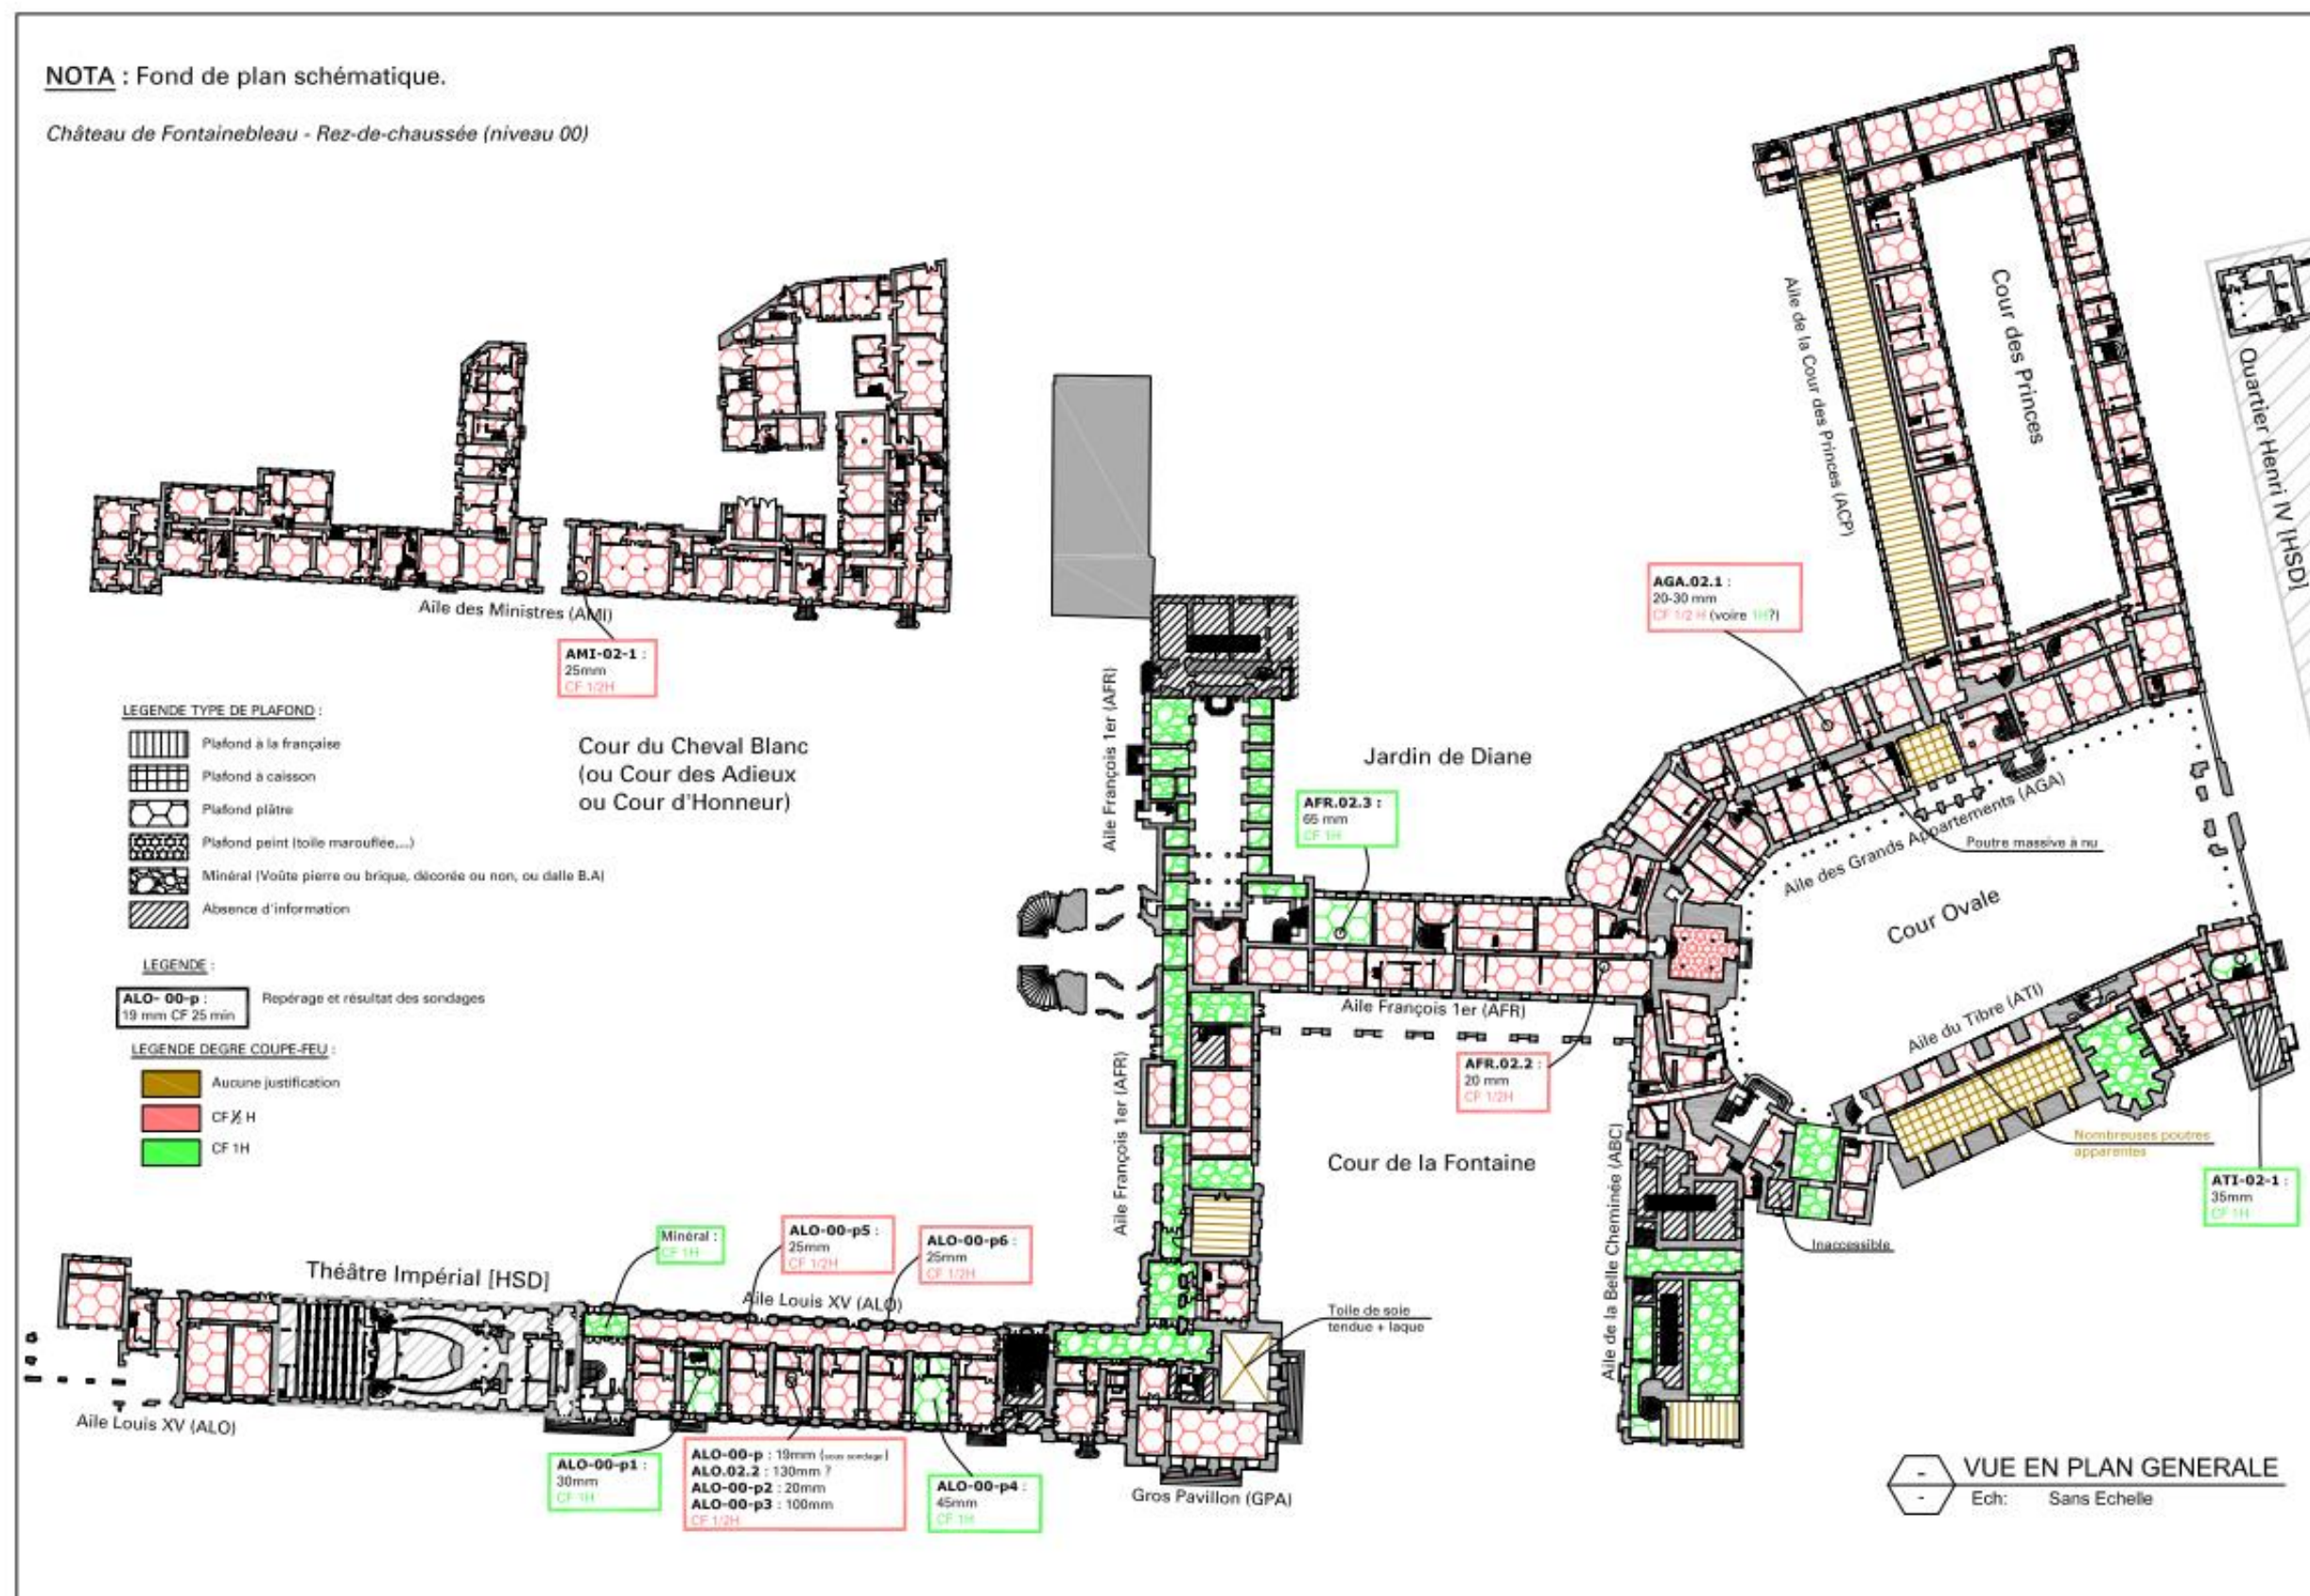 NOTA : Fond de plan schématique.
Château de Fontainebleau - Rez-de-chaussée (niveau 00)
Aile de la Cour des Princes (ACP)
Cour des Princes
Quartier Henri IV [HSD]
Aile des Ministres (AMI)
AMI-02-1 :
25mm
CF 1/2H
AGA.02.1 :
20-30 mm
CF 1/2 H (voire 1H?)
LEGENDE TYPE DE PLAFOND :
Plafond à la française
Plafond à caisson
Plafond plâtre
Plafond peint (toile marouflée,...)
Minéral (Voûte pierre ou brique, décorée ou non, ou dalle B.A)
Absence d'information
Cour du Cheval Blanc
(ou Cour des Adieux
ou Cour d'Honneur)
Aile François 1er (AFR)
Jardin de Diane
AFR.02.3 :
65 mm
CF 1H
Aile des Grands Appartements (AGA)
Poutre massive à nu
Cour Ovale
LEGENDE :
ALO- 00-p :
19 mm CF 25 min
Repérage et résultat des sondages
LEGENDE DEGRE COUPE-FEU :
Aucune justification
CF ½ H
CF 1H
Aile François 1er (AFR)
Aile François 1er (AFR)
AFR.02.2 :
20 mm
CF 1/2H
Aile du Tibre (ATI)
Nombreuses poutres
apparentes
ATI-02-1 :
35mm
CF 1H
Cour de la Fontaine
Aile de la Belle Cheminée (ABC)
Inaccessible
Théâtre Impérial [HSD]
Minéral :
CF 1H
ALO-00-p5 :
25mm
CF 1/2H
ALO-00-p6 :
25mm
CF 1/2H
Aile Louis XV (ALO)
Toile de soie
tendue + laque
Aile Louis XV (ALO)
ALO-00-p1 :
30mm
CF 1H
ALO-00-p : 19mm (sous sondage)
ALO.02.2 : 130mm ?
ALO-00-p2 : 20mm
ALO-00-p3 : 100mm
CF 1/2H
ALO-00-p4 :
45mm
CF 1H
Gros Pavillon (GPA)
VUE EN PLAN GENERALE
Ech: Sans Echelle